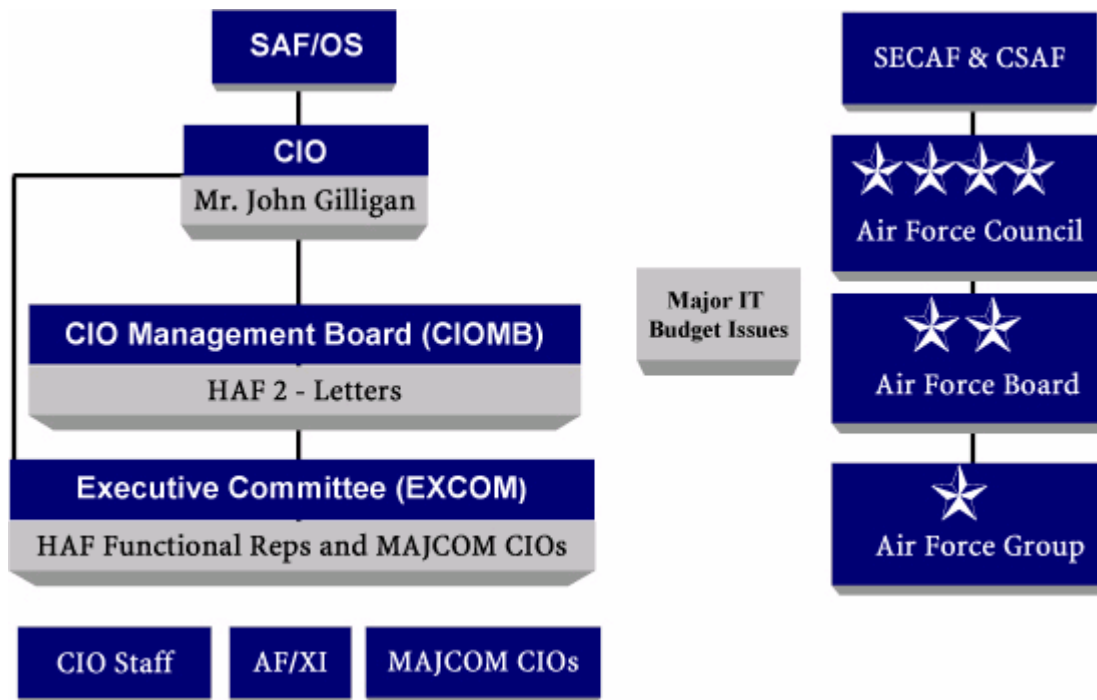 SAF/OS
CIO
Mr. John Gilligan
CIO Management Board (CIOMB)
HAF 2 - Letters
Executive Committee (EXCOM)
HAF Functional Reps and MAJCOM CIOs
CIO Staff
AF/XI
MAJCOM CIOs
Major IT
Budget Issues
SECAF & CSAF
Air Force Council
Air Force Board
Air Force Group